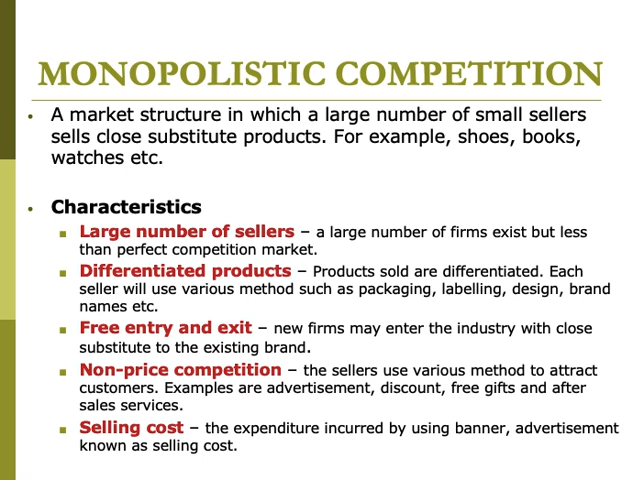 MONOPOLISTIC COMPETITION
• A market structure in which a large number of small sellers
sells close substitute products. For example, shoes, books,
watches etc.
• Characteristics
■ Large number of sellers – a large number of firms exist but less
than perfect competition market.
■ Differentiated products – Products sold are differentiated. Each
seller will use various method such as packaging, labelling, design, brand
names etc.
■ Free entry and exit – new firms may enter the industry with close
substitute to the existing brand.
■ Non-price competition – the sellers use various method to attract
customers. Examples are advertisement, discount, free gifts and after
sales services.
■ Selling cost – the expenditure incurred by using banner, advertisement
known as selling cost.